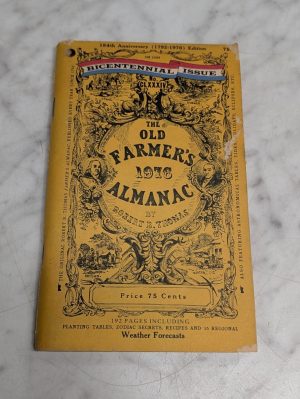 184th Anniversary (1792-1976) Edition
BICENTENNIAL ISSUE
CLXXXIV
THE
OLD
FARMER'S
1976
ALMANAC
BY
ROBERT B. THOMAS
Price 75 Cents
192 PAGES INCLUDING
PLANTING TABLES, ZODIAC SECRETS, RECIPES AND 16 REGIONAL
Weather Forecasts